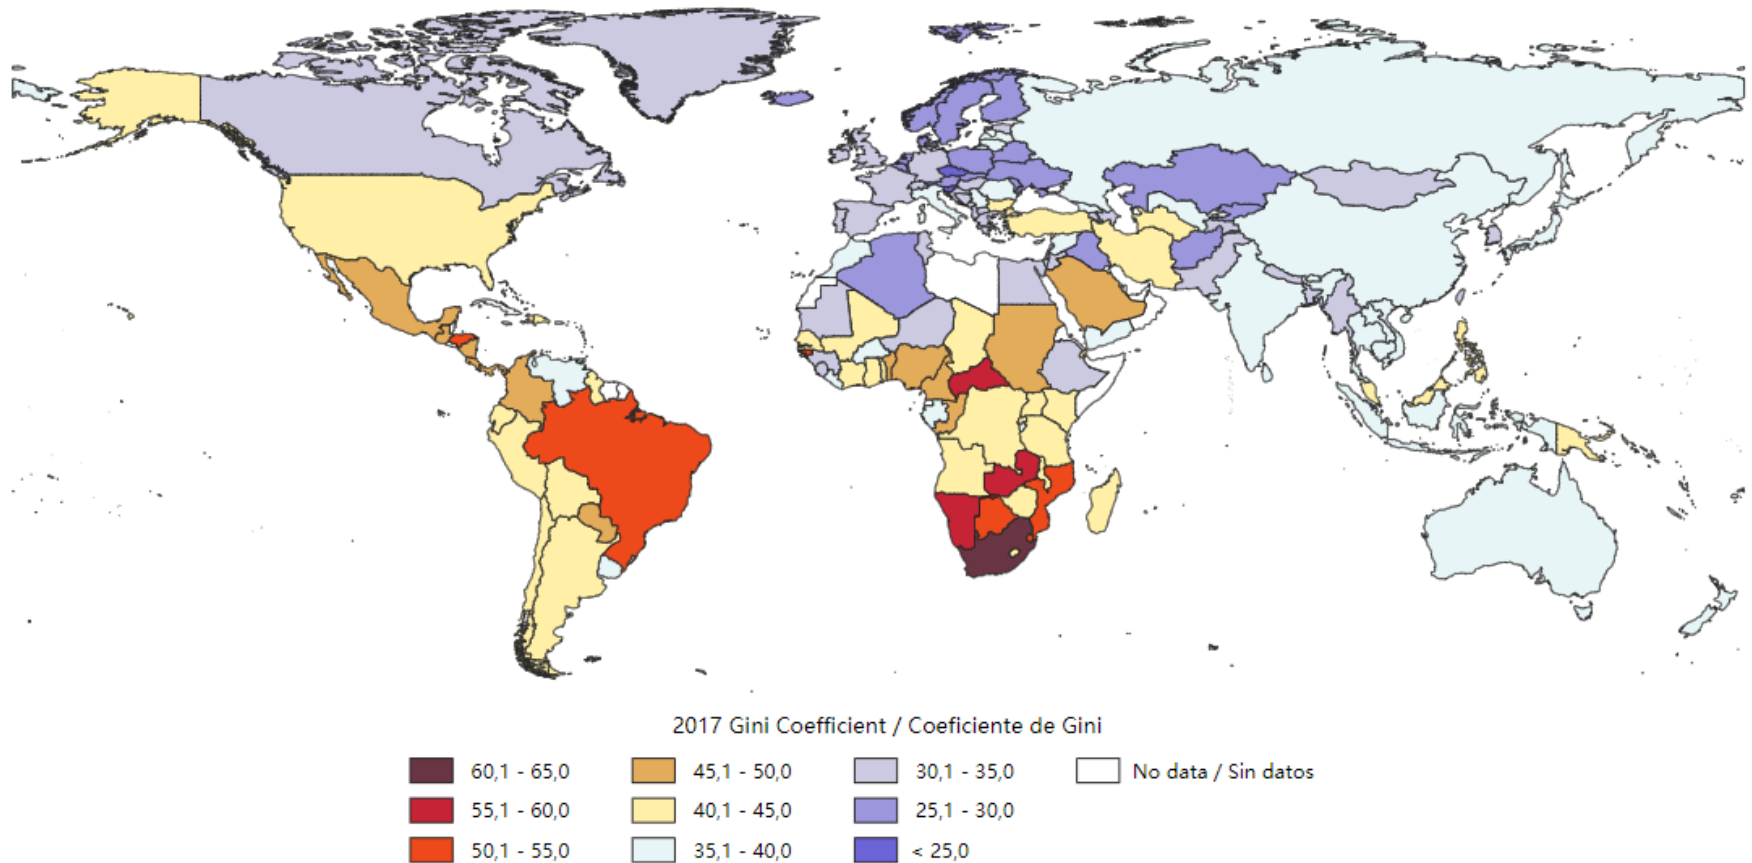 2017 Gini Coefficient / Coeficiente de Gini
60,1 - 65,0 45,1 - 50,0 30,1 - 35,0 No data / Sin datos
55,1 - 60,0 40,1 - 45,0 25,1 - 30,0
50,1 - 55,0 35,1 - 40,0 < 25,0